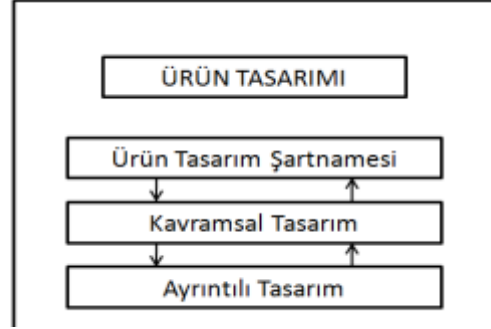 ÜRÜN TASARIMI
Ürün Tasarım Şartnamesi
Kavramsal Tasarım
Ayrıntılı Tasarım